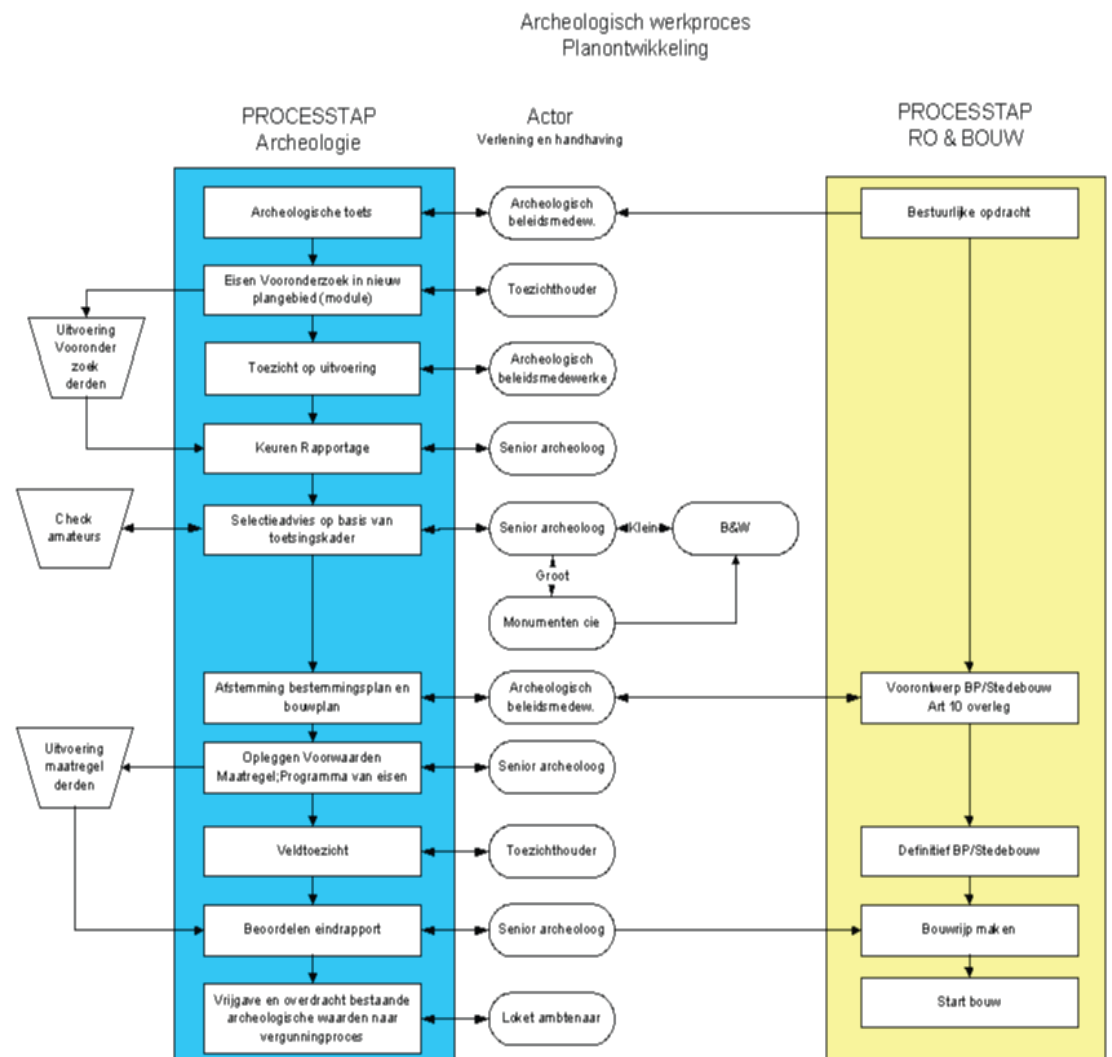 Archeologisch werkproces
Planontwikkeling
PROCESSTAP
Archeologie
Actor
Verlening en handhaving
PROCESSTAP
RO & BOUW
Archeologische toets
Archeologisch
beleidsmedew.
Bestuurlijke opdracht
Eisen Vooronderzoek in nieuw
plangebied (module)
Toezichthouder
Uitvoering
Vooronder
zoek
derden
Toezicht op uitvoering
Archeologisch
beleidsmedewerke
Keuren Rapportage
Senior archeoloog
Check
amateurs
Selectieadvies op basis van
toetsingskader
Senior archeoloog
Klein
B&W
Groot
Monumenten cie
Afstemming bestemmingsplan en
bouwplan
Archeologisch
beleidsmedew.
Voorontwerp BP/Stedebouw
Art 10 overleg
Uitvoering
maatregel
derden
Opleggen Voorwaarden
Maatregel;Programma van eisen
Senior archeoloog
Veldtoezicht
Toezichthouder
Definitief BP/Stedebouw
Beoordelen eindrapport
Senior archeoloog
Bouwrijp maken
Vrijgave en overdracht bestaande
archeologische waarden naar
vergunningproces
Loket ambtenaar
Start bouw